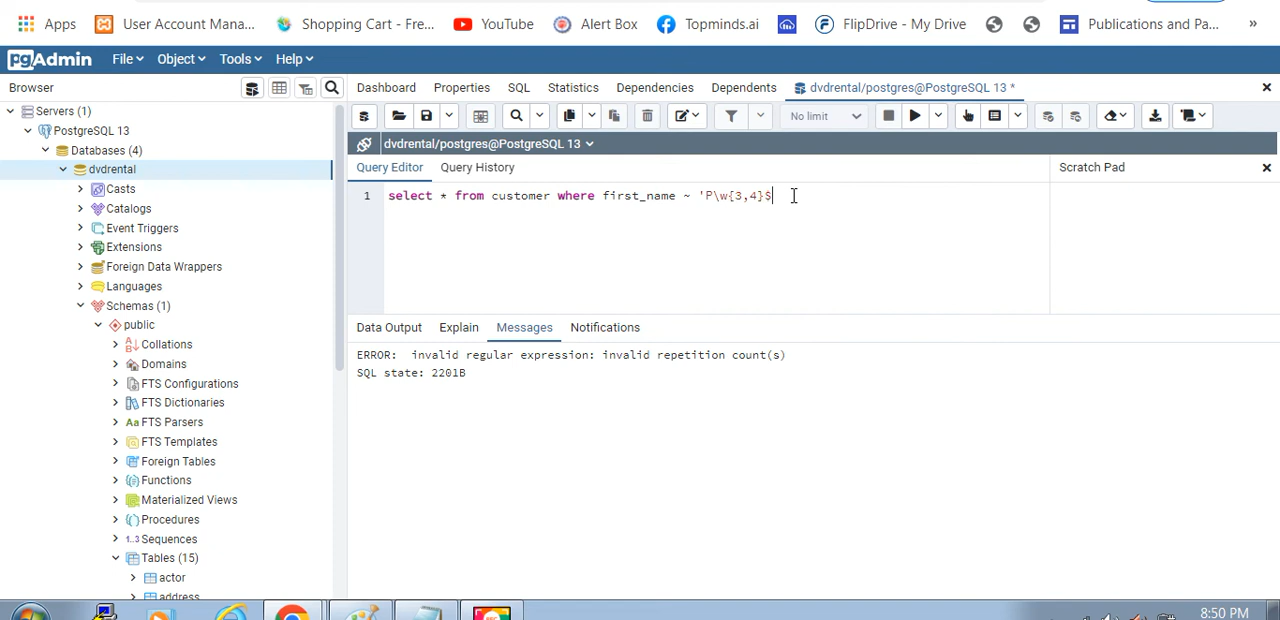 Apps User Account Mana... Shopping Cart - Fre... YouTube Alert Box Topminds.ai FlipDrive - My Drive Publications and Pa... »
pgAdmin File Object Tools Help
Browser Dashboard Properties SQL Statistics Dependencies Dependents dvdrental/postgres@PostgreSQL 13 *
Servers (1)
No limit
PostgreSQL 13
Databases (4)
dvdrental/postgres@PostgreSQL 13
dvdrental
Query Editor Query History Scratch Pad
Casts
1 select * from customer where first_name ~ 'P\w{3,4}$
Catalogs
Event Triggers
Extensions
Foreign Data Wrappers
Languages
Schemas (1)
public
Data Output Explain Messages Notifications
Collations
ERROR: invalid regular expression: invalid repetition count(s)
Domains
SQL state: 2201B
FTS Configurations
FTS Dictionaries
Aa FTS Parsers
FTS Templates
Foreign Tables
Functions
Materialized Views
Procedures
1..3 Sequences
Tables (15)
actor
address
8:50 PM